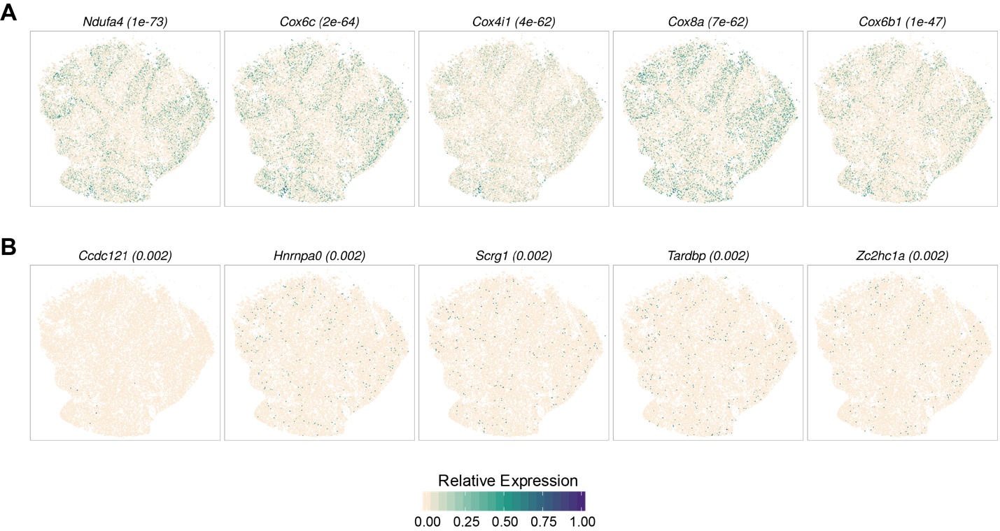 A
Ndufa4 (1e-73) Cox6c (2e-64) Cox4i1 (4e-62) Cox8a (7e-62) Cox6b1 (1e-47)
B
Ccdc121 (0.002) Hnrnpa0 (0.002) Scrg1 (0.002) Tardbp (0.002) Zc2hc1a (0.002)
Relative Expression
0.00 0.25 0.50 0.75 1.00